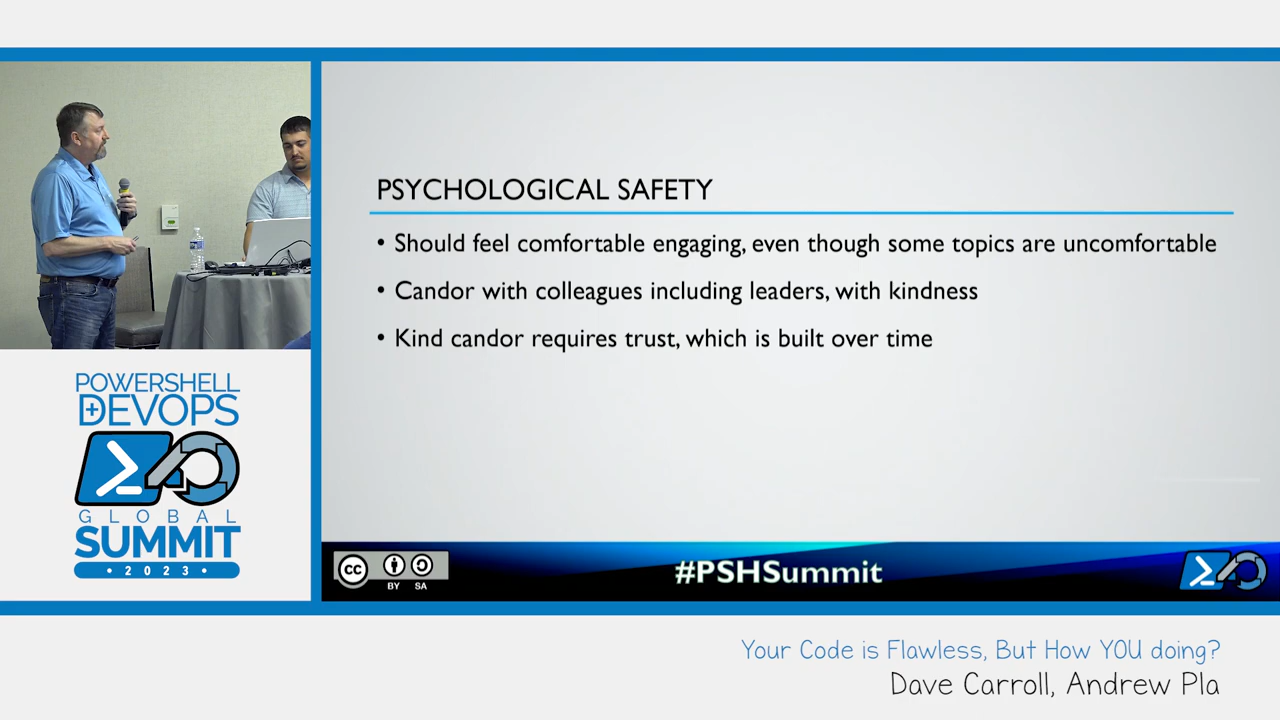 PSYCHOLOGICAL SAFETY
• Should feel comfortable engaging, even though some topics are uncomfortable
• Candor with colleagues including leaders, with kindness
• Kind candor requires trust, which is built over time
POWERSHELL
+DEVOPS
GLOBAL
SUMMIT
• 2023 •
cc
BY SA
#PSHSummit
Your Code is Flawless, But How YOU doing?
Dave Carroll, Andrew Pla